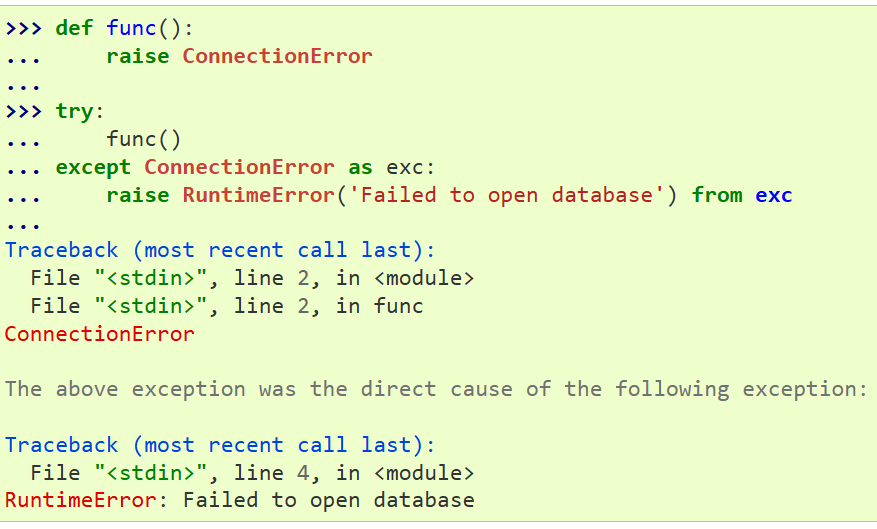 >>> def func():
...     raise ConnectionError
...
>>> try:
...     func()
... except ConnectionError as exc:
...     raise RuntimeError('Failed to open database') from exc
...
Traceback (most recent call last):
  File "<stdin>", line 2, in <module>
  File "<stdin>", line 2, in func
ConnectionError

The above exception was the direct cause of the following exception:

Traceback (most recent call last):
  File "<stdin>", line 4, in <module>
RuntimeError: Failed to open database